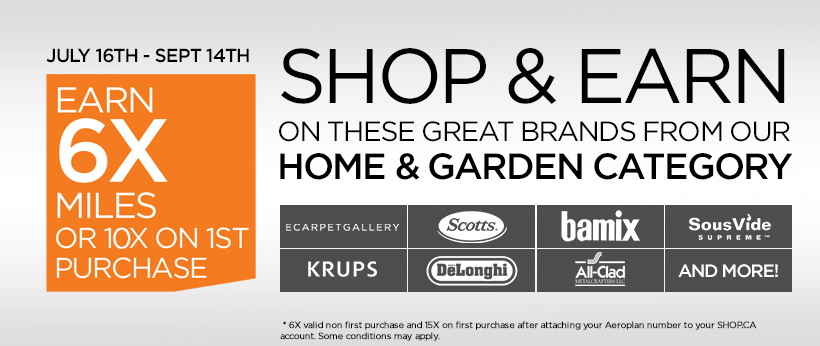 JULY 16TH - SEPT 14TH
EARN
6X
MILES
OR 10X ON 1ST
PURCHASE
SHOP & EARN
ON THESE GREAT BRANDS FROM OUR
HOME & GARDEN CATEGORY
ECARPETGALLERY
Scotts.
bamix
SousVide
SUPREME™
KRUPS
DeLonghi
All-Clad
METALCRAFTERS LLC
AND MORE!
* 6X valid non first purchase and 15X on first purchase after attaching your Aeroplan number to your SHOP.CA
account. Some conditions may apply.